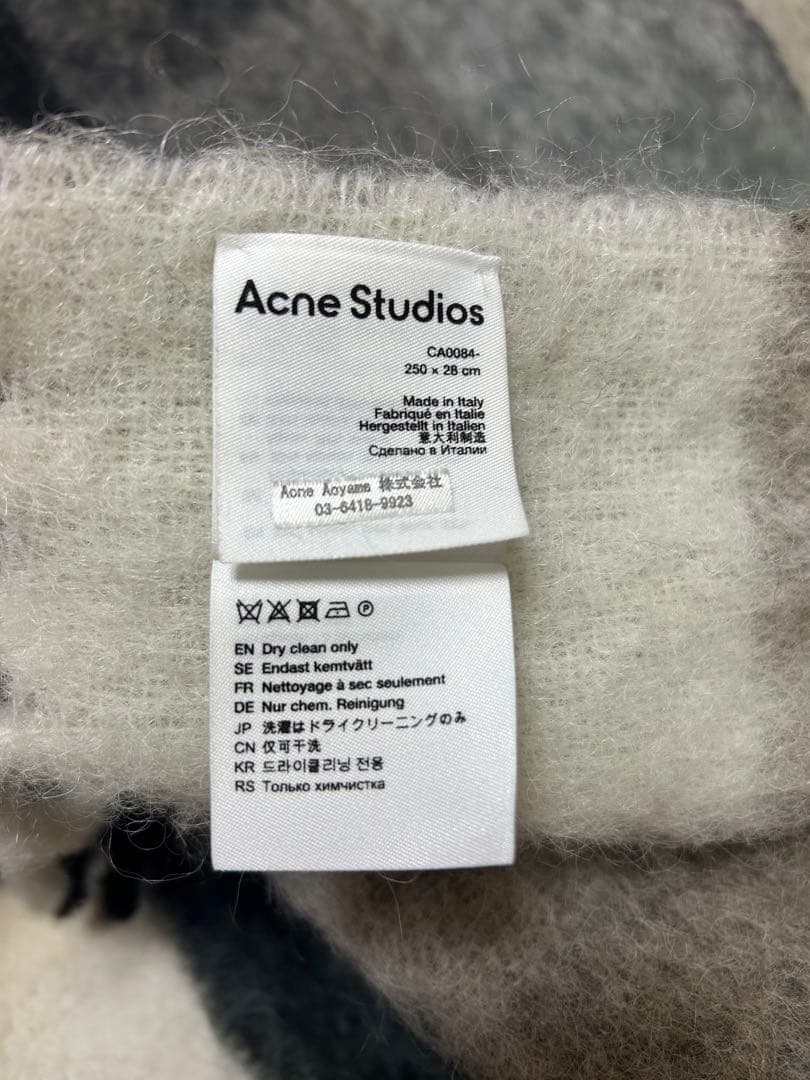 Acne Studios
CA0084-
250 × 28 cm
Made in Italy
Fabriqué en Italie
Hergestellt in Italien
意大利制造
Сделано в Италии
Acne Aoyama 株式会社
03-6418-9923
EN Dry clean only
SE Endast kemtvätt
FR Nettoyage à sec seulement
DE Nur chem. Reinigung
JP 洗濯はドライクリーニングのみ
CN 仅可干洗
KR 드라이클리닝 전용
RS Только химчистка